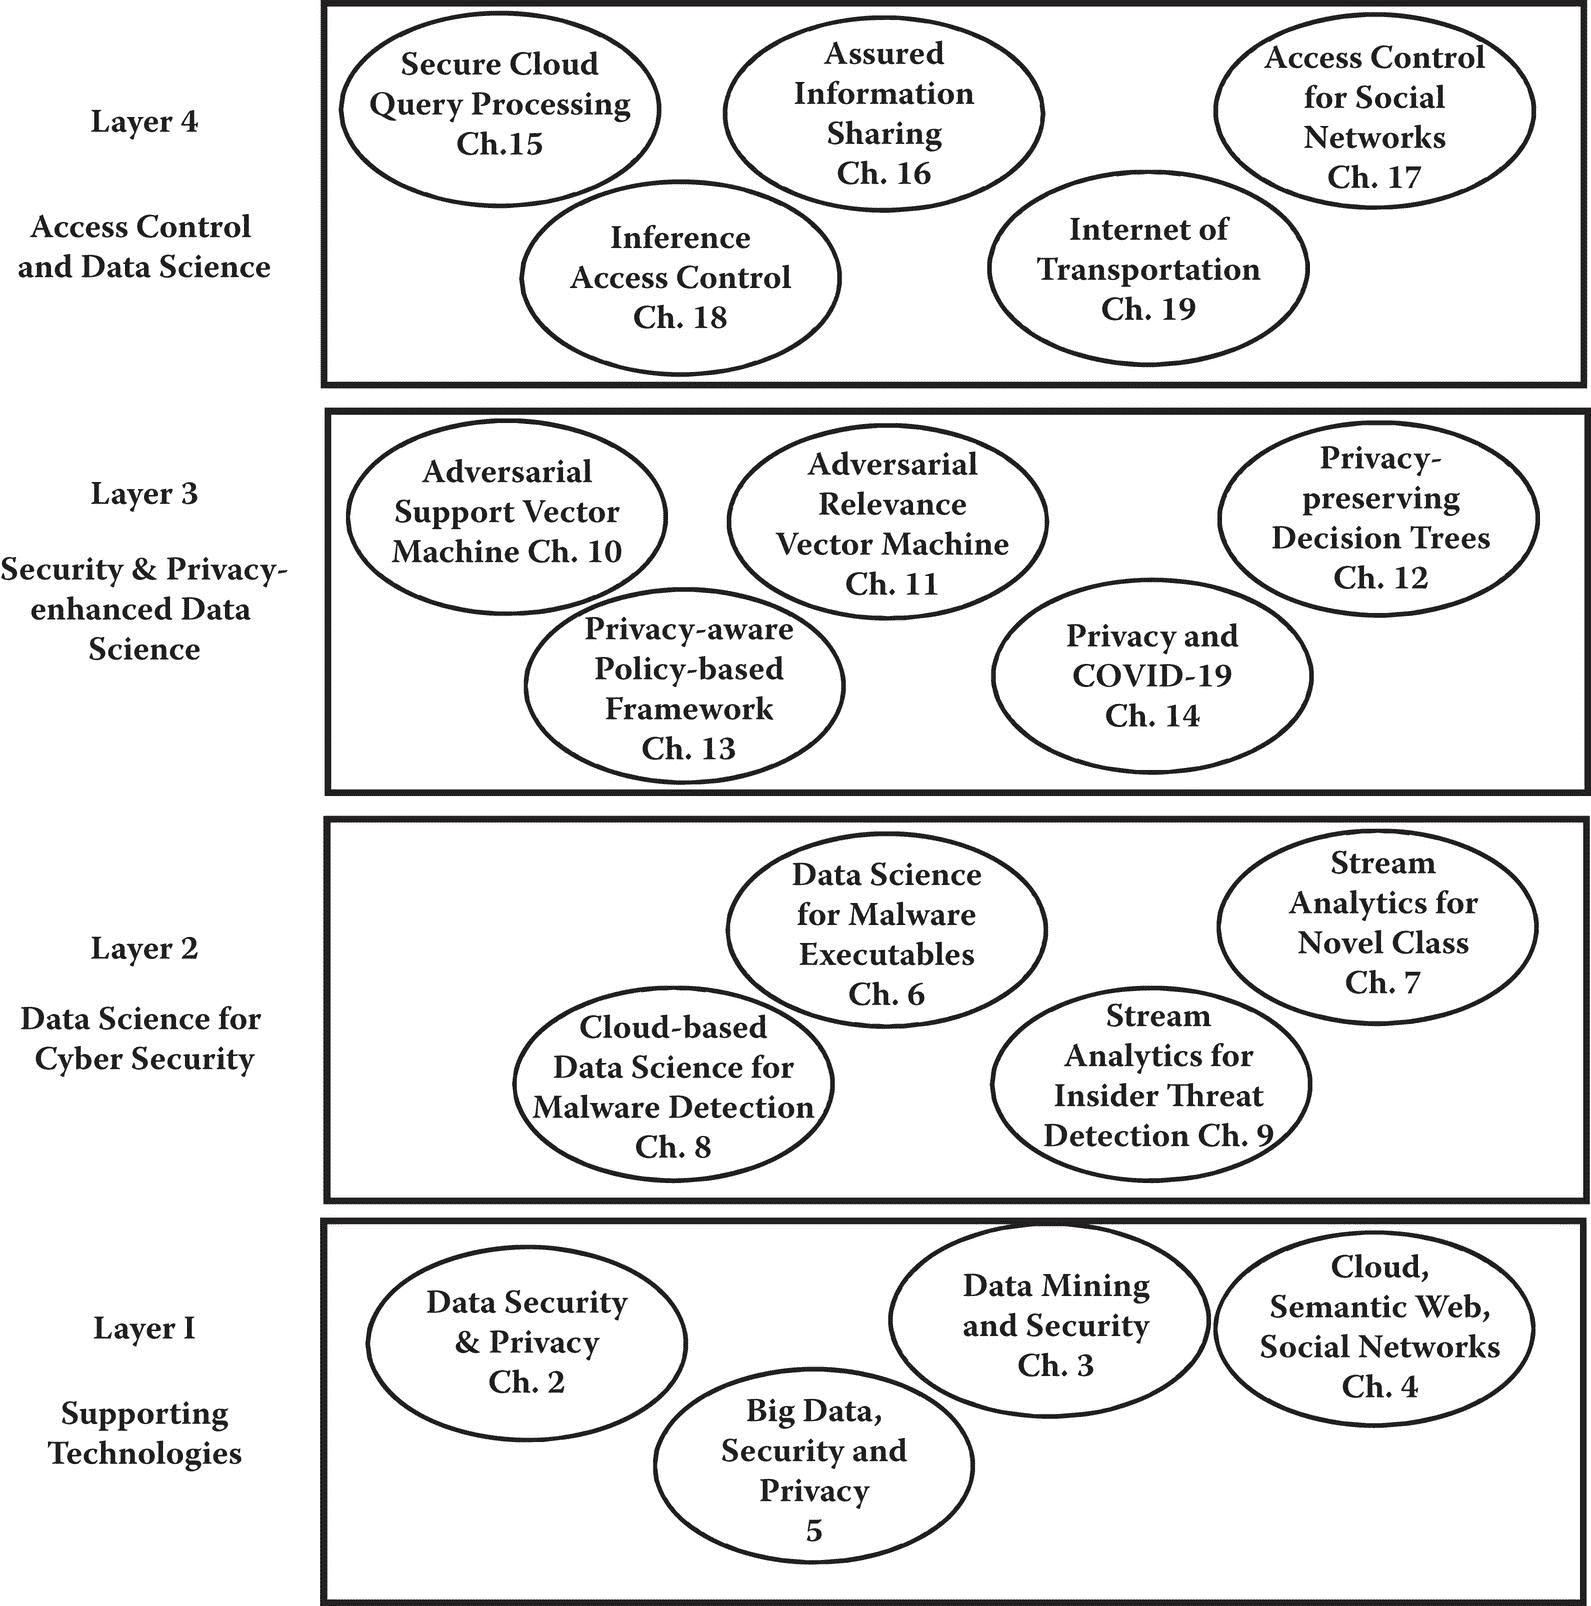 Layer 4
Access Control
and Data Science
Secure Cloud
Query Processing
Ch.15
Assured
Information
Sharing
Ch. 16
Access Control
for Social
Networks
Ch. 17
Inference
Access Control
Ch. 18
Internet of
Transportation
Ch. 19
Layer 3
Security & Privacy-
enhanced Data
Science
Adversarial
Support Vector
Machine Ch. 10
Adversarial
Relevance
Vector Machine
Ch. 11
Privacy-
preserving
Decision Trees
Ch. 12
Privacy-aware
Policy-based
Framework
Ch. 13
Privacy and
COVID-19
Ch. 14
Layer 2
Data Science for
Cyber Security
Data Science
for Malware
Executables
Ch. 6
Stream
Analytics for
Novel Class
Ch. 7
Cloud-based
Data Science for
Malware Detection
Ch. 8
Stream
Analytics for
Insider Threat
Detection Ch. 9
Layer I
Supporting
Technologies
Data Security
& Privacy
Ch. 2
Data Mining
and Security
Ch. 3
Cloud,
Semantic Web,
Social Networks
Ch. 4
Big Data,
Security and
Privacy
5